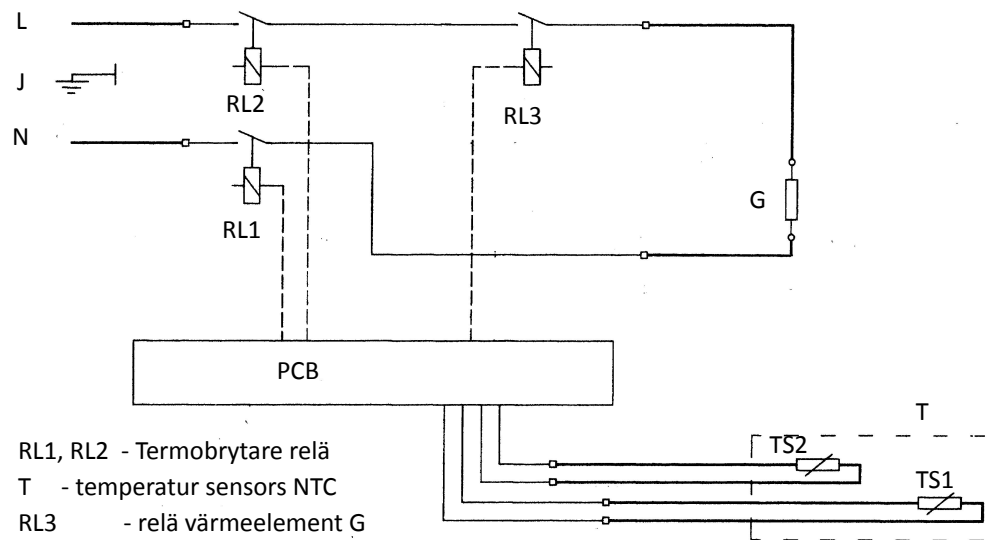 L
J
RL2
RL3
N
RL1
G
PCB
T
TS2
TS1
RL1, RL2 - Termobrytare relä
T - temperatur sensors NTC
RL3 - relä värmeelement G